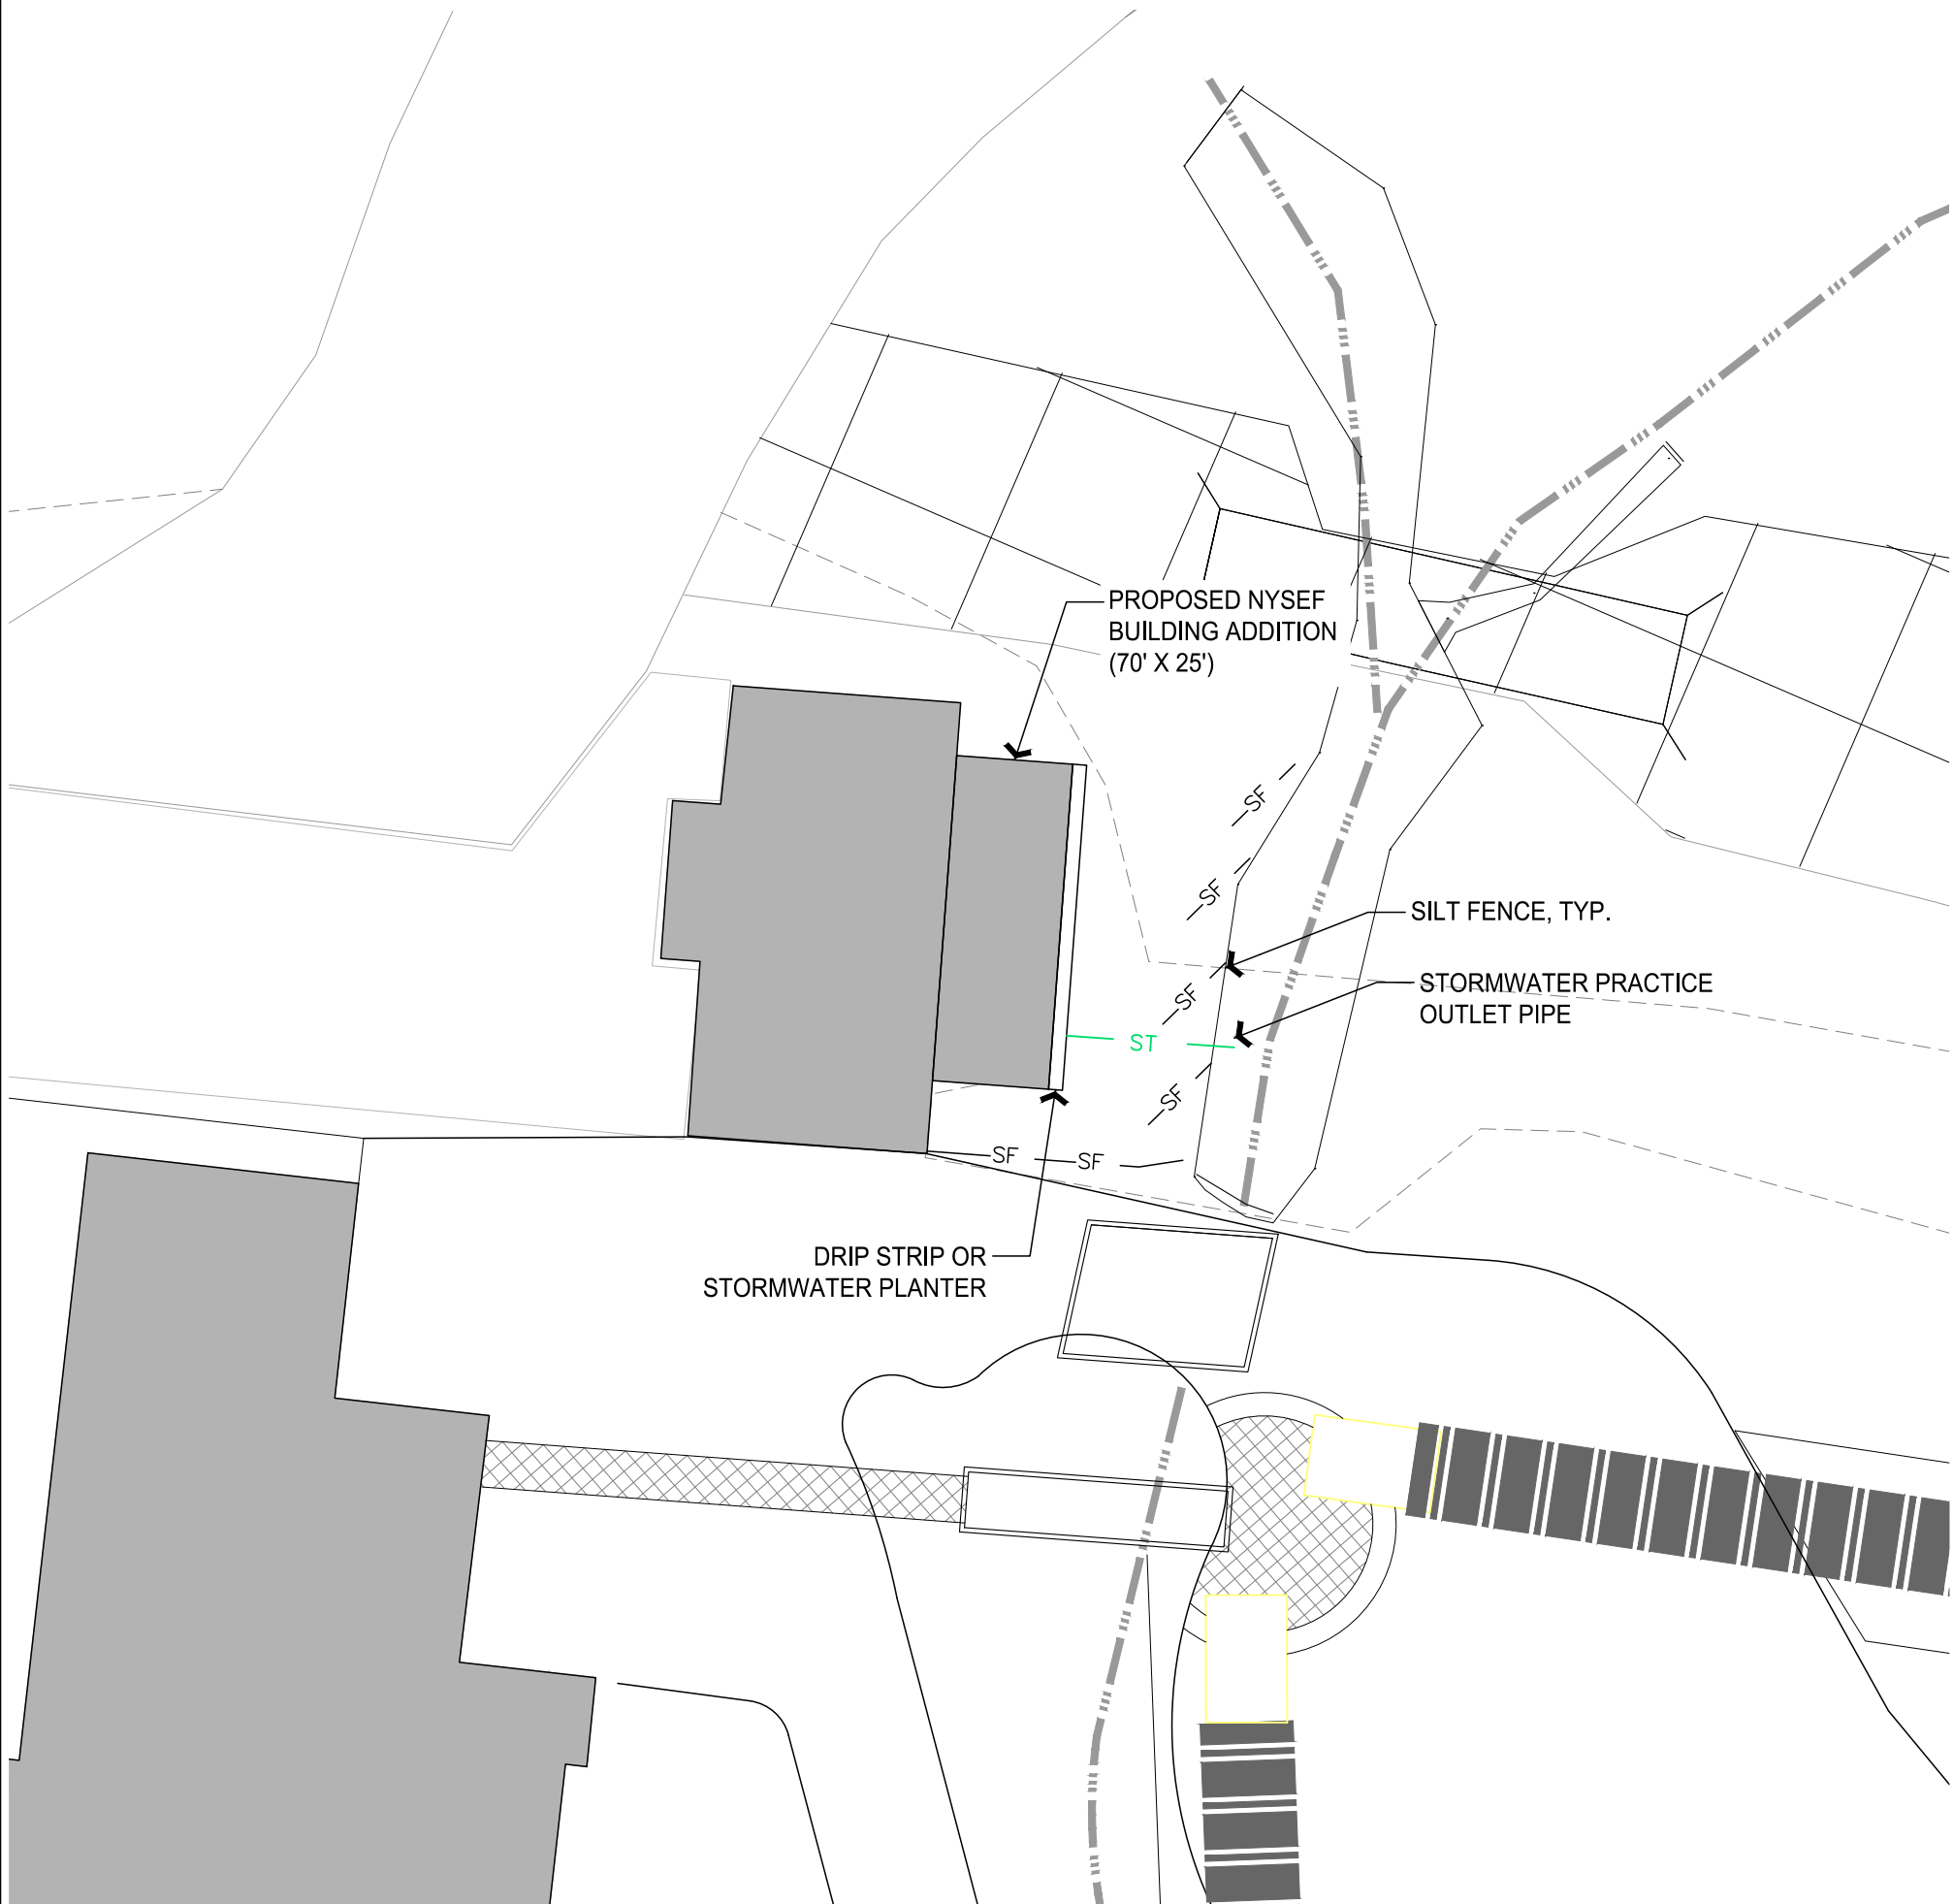 PROPOSED NYSEF
BUILDING ADDITION
(70' X 25')
SF
SF
SILT FENCE, TYP.
STORMWATER PRACTICE
OUTLET PIPE
SF
ST
SF
SF
SF
DRIP STRIP OR
STORMWATER PLANTER